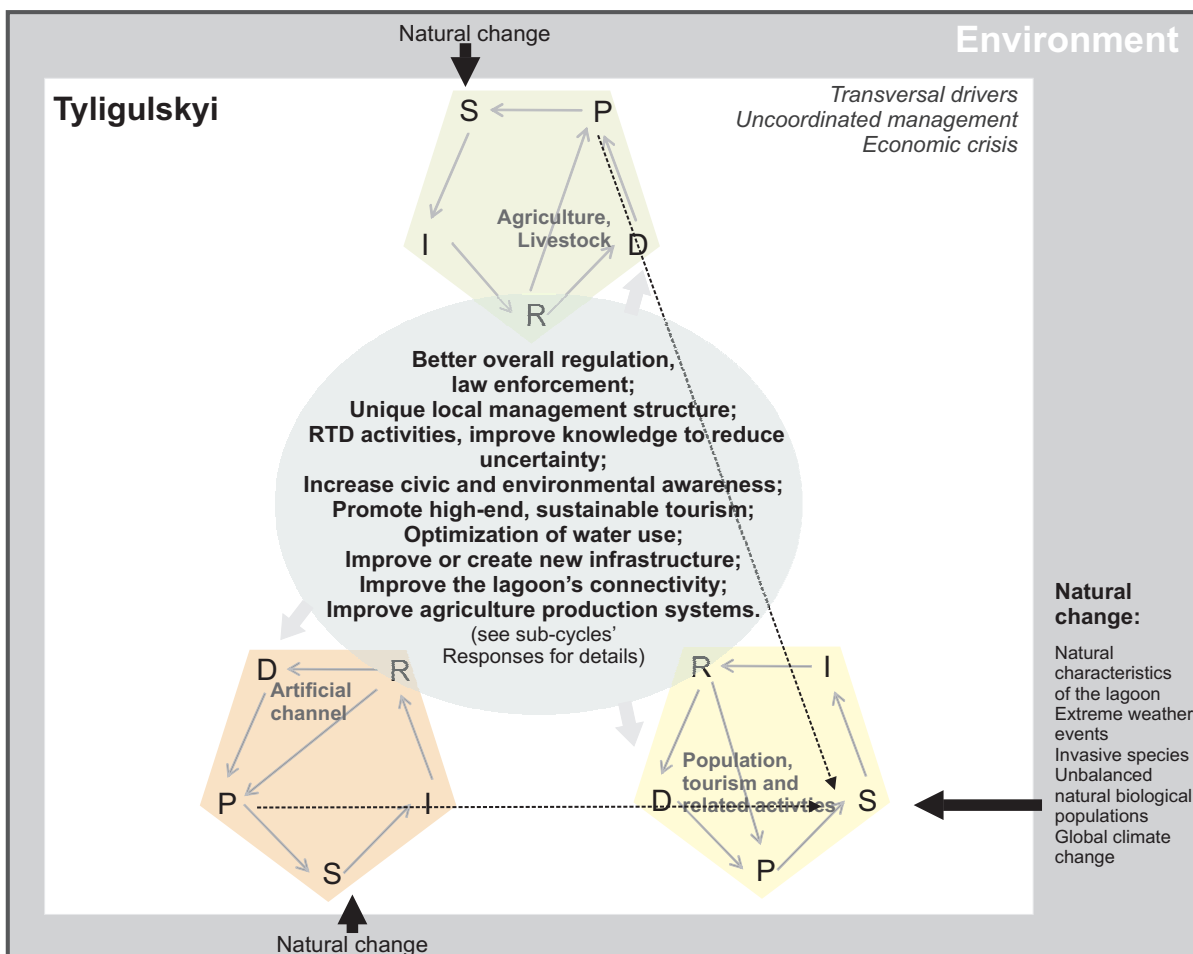 Natural change
Environment
Tyligulskyi
Transversal drivers
Uncoordinated management
Economic crisis
S
P
Agriculture,
Livestock
I
D
R
Better overall regulation,
law enforcement;
Unique local management structure;
RTD activities, improve knowledge to reduce
uncertainty;
Increase civic and environmental awareness;
Promote high-end, sustainable tourism;
Optimization of water use;
Improve or create new infrastructure;
Improve the lagoon's connectivity;
Improve agriculture production systems.
(see sub-cycles'
Responses for details)
D
R
Artificial
channel
P
I
S
R
I
Population,
tourism and
related activties
D
S
P
Natural
change:
Natural
characteristics
of the lagoon
Extreme weather
events
Invasive species
Unbalanced
natural biological
populations
Global climate
change
Natural change